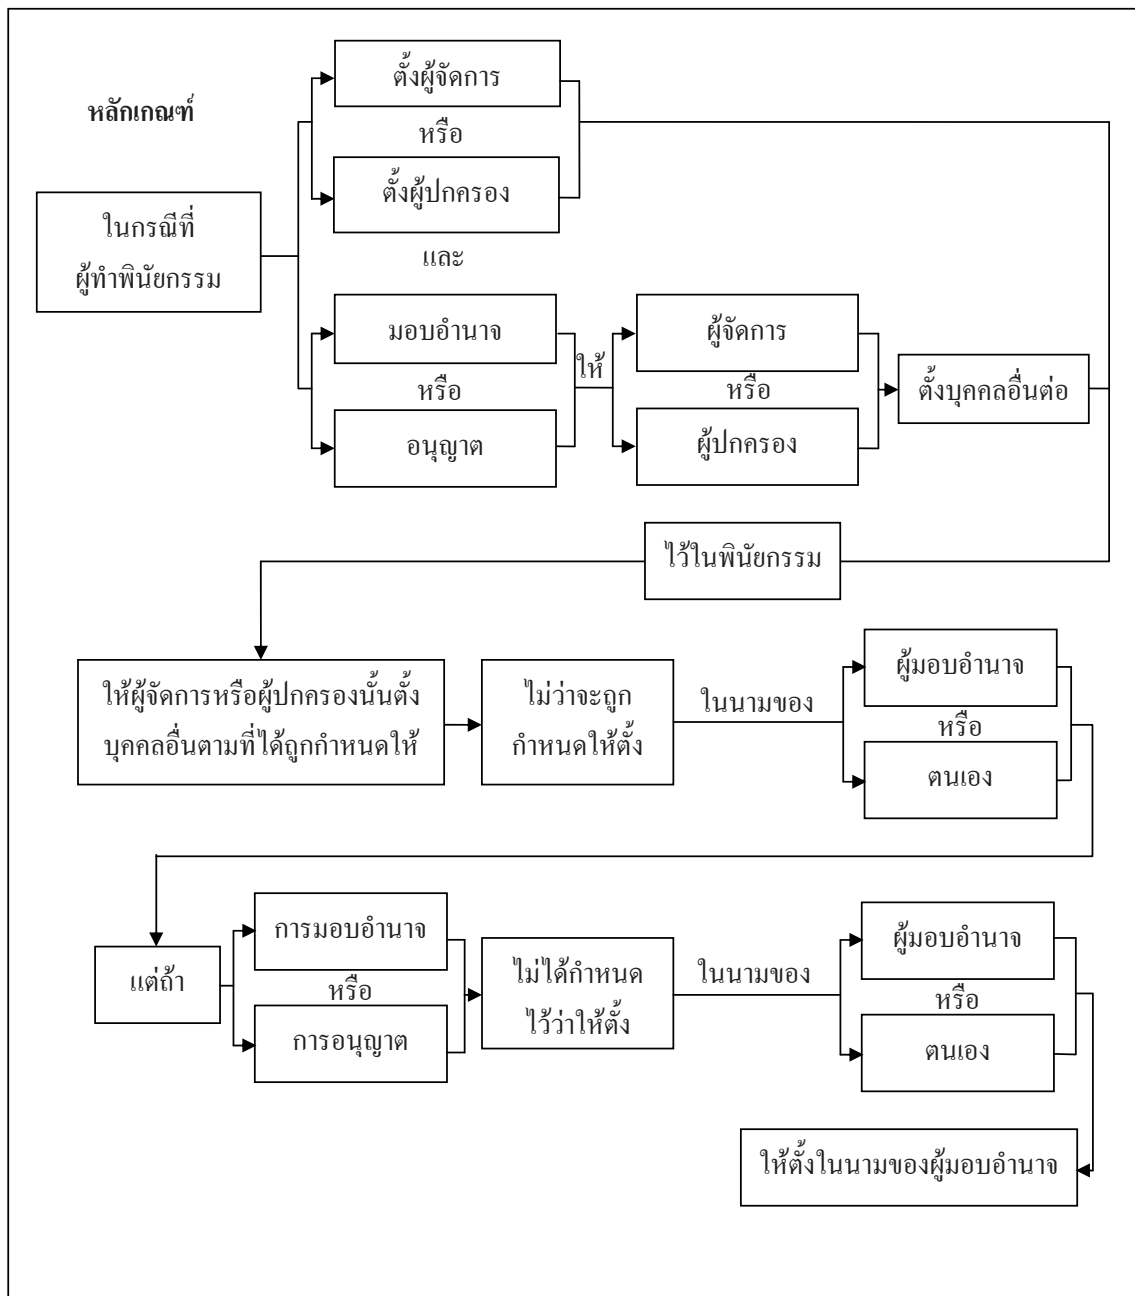 หลักเกณฑ์
ตั้งผู้จัดการ
หรือ
ตั้งผู้ปกครอง
ในกรณีที่
ผู้ทำพินัยกรรม
และ
มอบอำนาจ
หรือ
อนุญาต
ให้
ผู้จัดการ
หรือ
ผู้ปกครอง
ตั้งบุคคลอื่นต่อ
ไว้ในพินัยกรรม
ให้ผู้จัดการหรือผู้ปกครองนั้นตั้ง
บุคคลอื่นตามที่ได้ถูกกำหนดให้
ไม่ว่าจะถูก
กำหนดให้ตั้ง
ในนามของ
ผู้มอบอำนาจ
หรือ
ตนเอง
แต่ถ้า
การมอบอำนาจ
หรือ
การอนุญาต
ไม่ได้กำหนด
ไว้ว่าให้ตั้ง
ในนามของ
ผู้มอบอำนาจ
หรือ
ตนเอง
ให้ตั้งในนามของผู้มอบอำนาจ